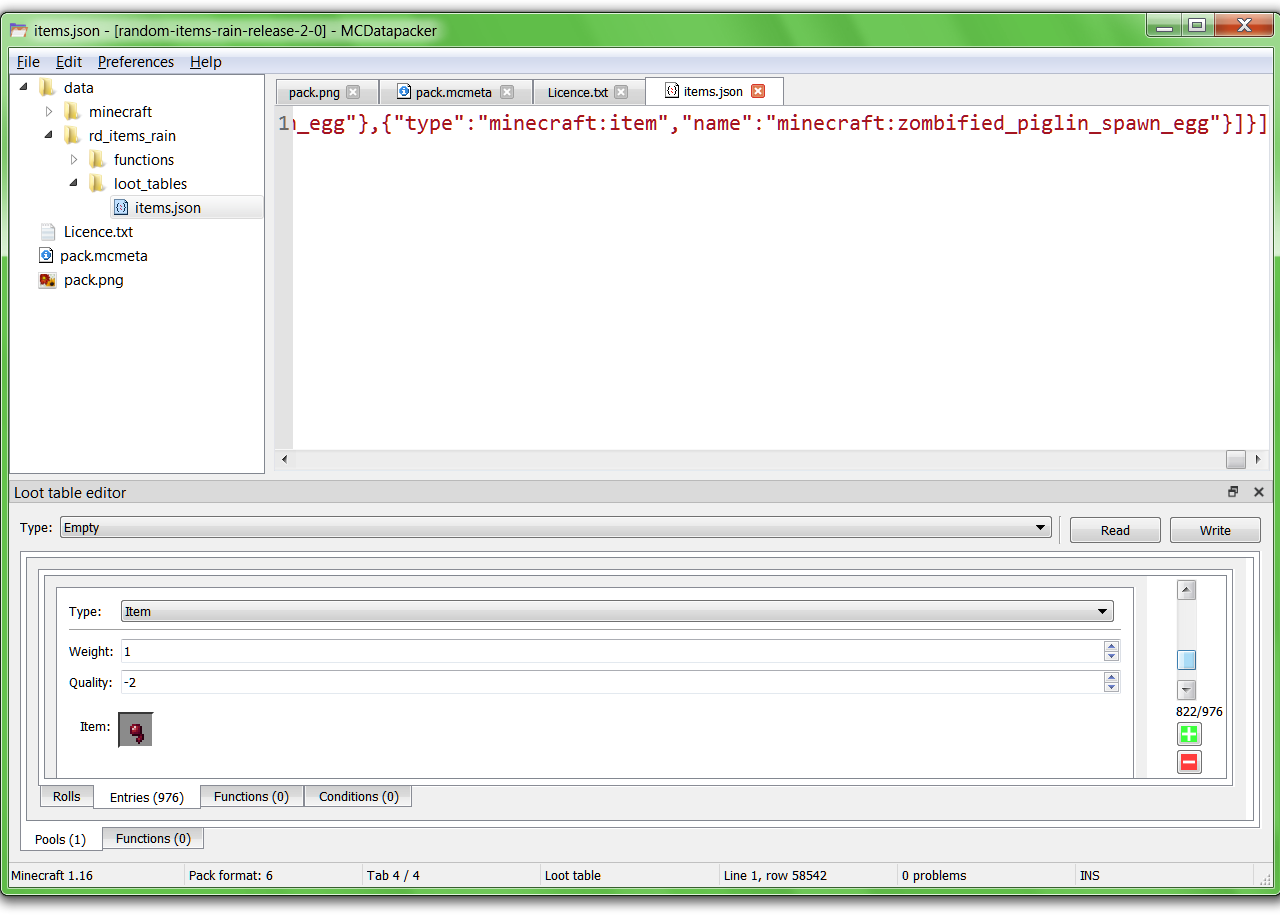 items.json - [random-items-rain-release-2-0] - MCDatapacker
File Edit Preferences Help
data
minecraft
rd_items_rain
functions
loot_tables
items.json
Licence.txt
pack.mcmeta
pack.png
pack.png pack.mcmeta Licence.txt items.json
1 n_egg"},{"type":"minecraft:item","name":"minecraft:zombified_piglin_spawn_egg"}]}]
Loot table editor
Type: Empty Read Write
Type: Item
Weight: 1
Quality: -2
Item:
822/976
Rolls Entries (976) Functions (0) Conditions (0)
Pools (1) Functions (0)
Minecraft 1.16 Pack format: 6 Tab 4 / 4 Loot table Line 1, row 58542 0 problems INS